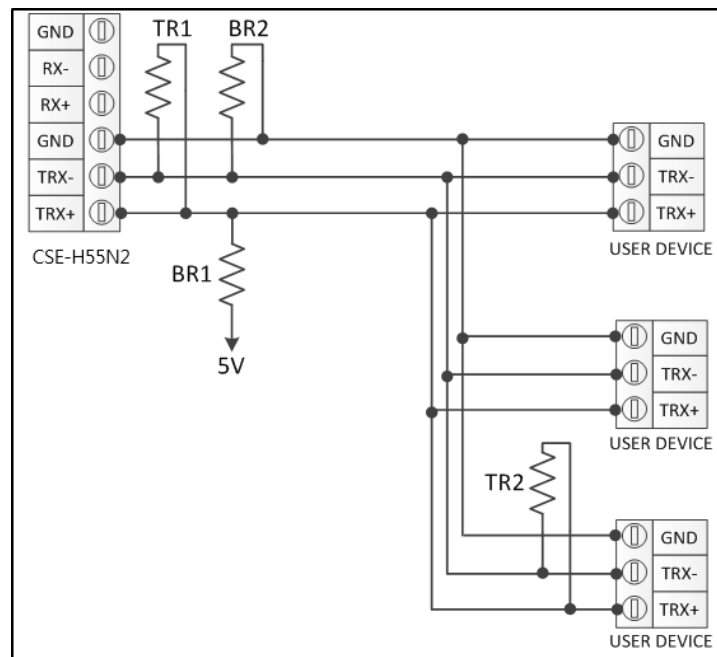 GND
RX-
RX+
GND
TRX-
TRX+
CSE-H55N2
TR1
BR2
BR1
5V
GND
TRX-
TRX+
USER DEVICE
GND
TRX-
TRX+
USER DEVICE
TR2
GND
TRX-
TRX+
USER DEVICE